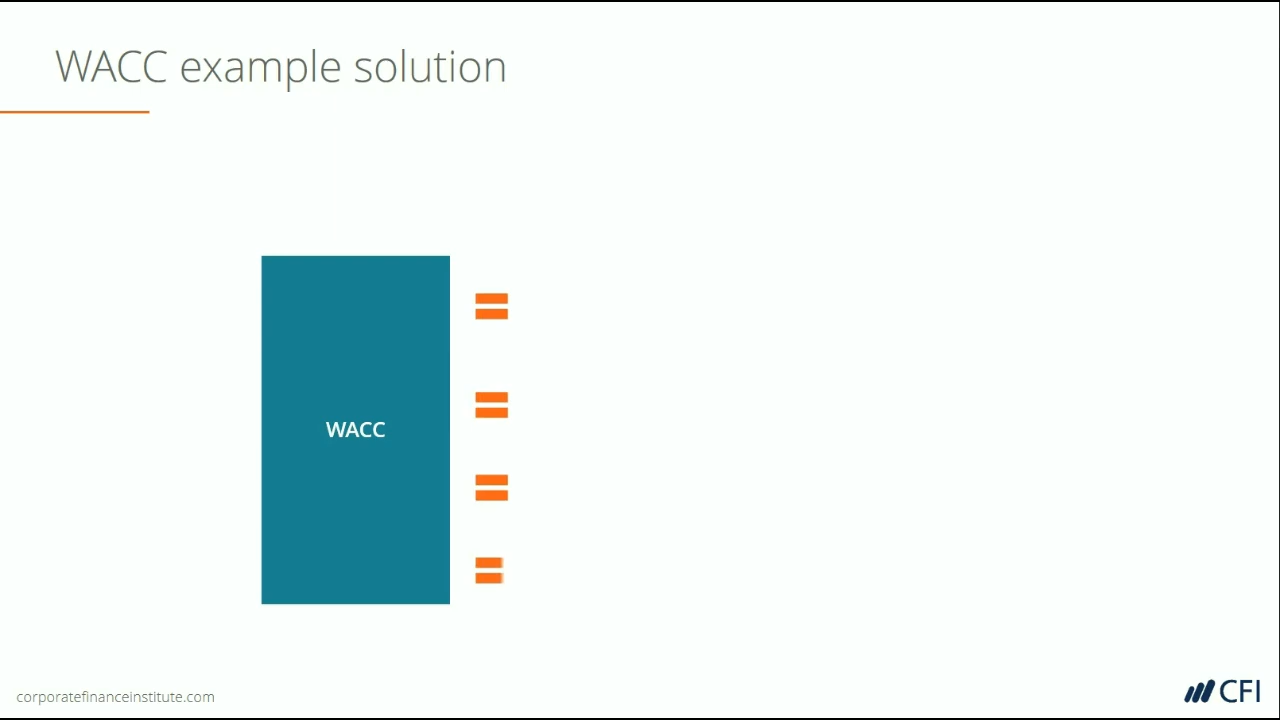 WACC example solution
WACC
=
=
=
=
corporatefinanceinstitute.com
CFI